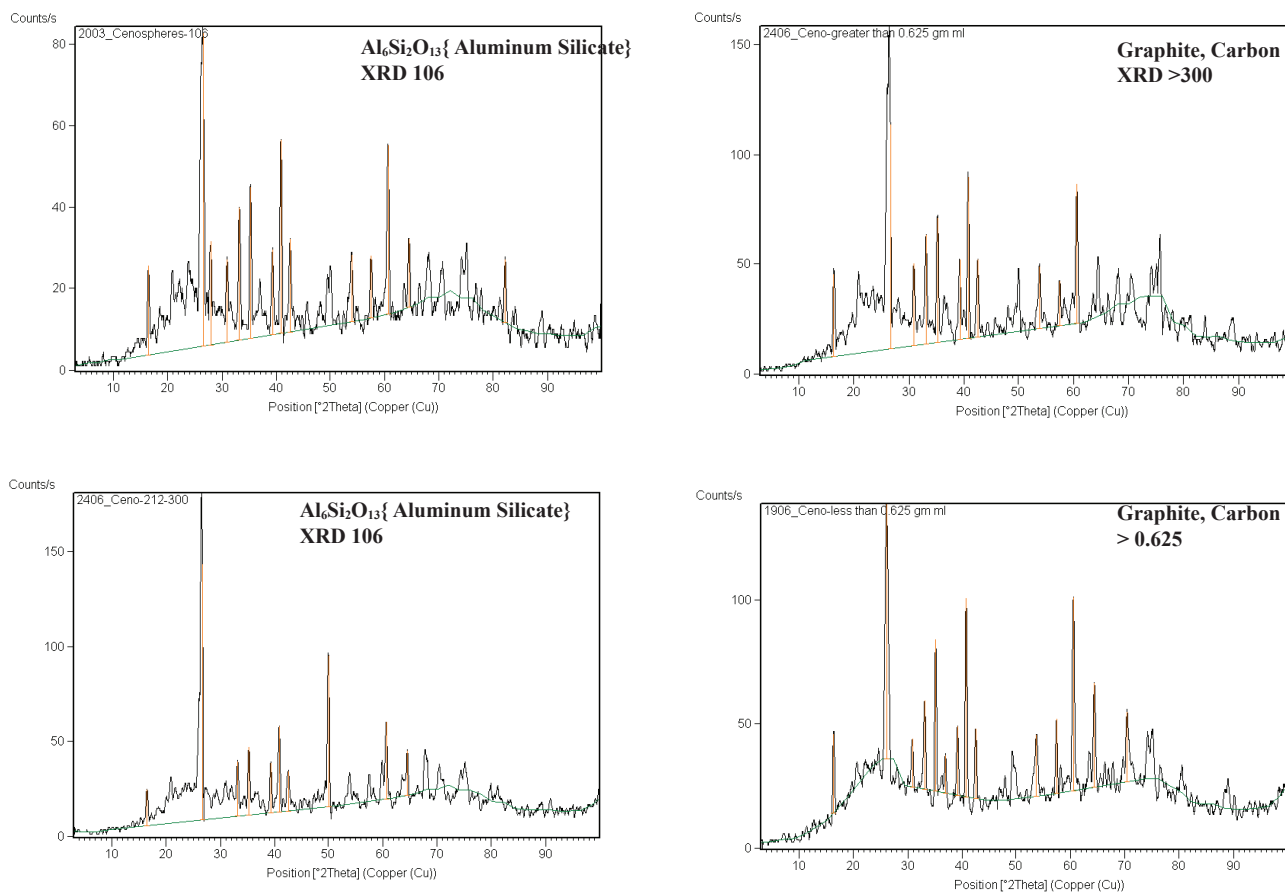 Counts/s
2003_Cenospheres-106
Al₆Si₂O₁₃{ Aluminum Silicate}
XRD 106
80
60
40
20
0
10 20 30 40 50 60 70 80 90
Position [°2Theta] (Copper (Cu))
Counts/s
2406_Ceno-greater than 0.625 gm ml
Graphite, Carbon
XRD >300
150
100
50
0
10 20 30 40 50 60 70 80 90
Position [°2Theta] (Copper (Cu))
Counts/s
2406_Ceno-212-300
Al₆Si₂O₁₃{ Aluminum Silicate}
XRD 106
150
100
50
0
10 20 30 40 50 60 70 80 90
Position [°2Theta] (Copper (Cu))
Counts/s
1906_Ceno-less than 0.625 gm ml
Graphite, Carbon
> 0.625
100
50
0
10 20 30 40 50 60 70 80 90
Position [°2Theta] (Copper (Cu))